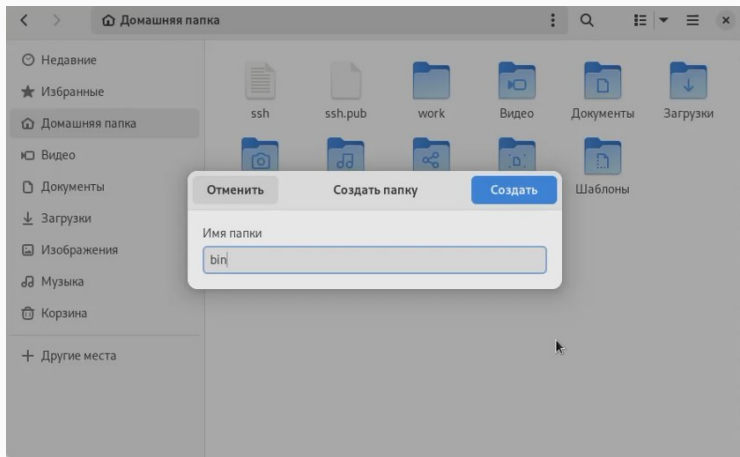 Домашняя папка
Недавние
Избранные
Домашняя папка
Видео
Документы
Загрузки
Изображения
Музыка
Корзина
Другие места
ssh
ssh.pub
work
Видео
Документы
Загрузки
Шаблоны
Отменить
Создать папку
Создать
Имя папки
bin